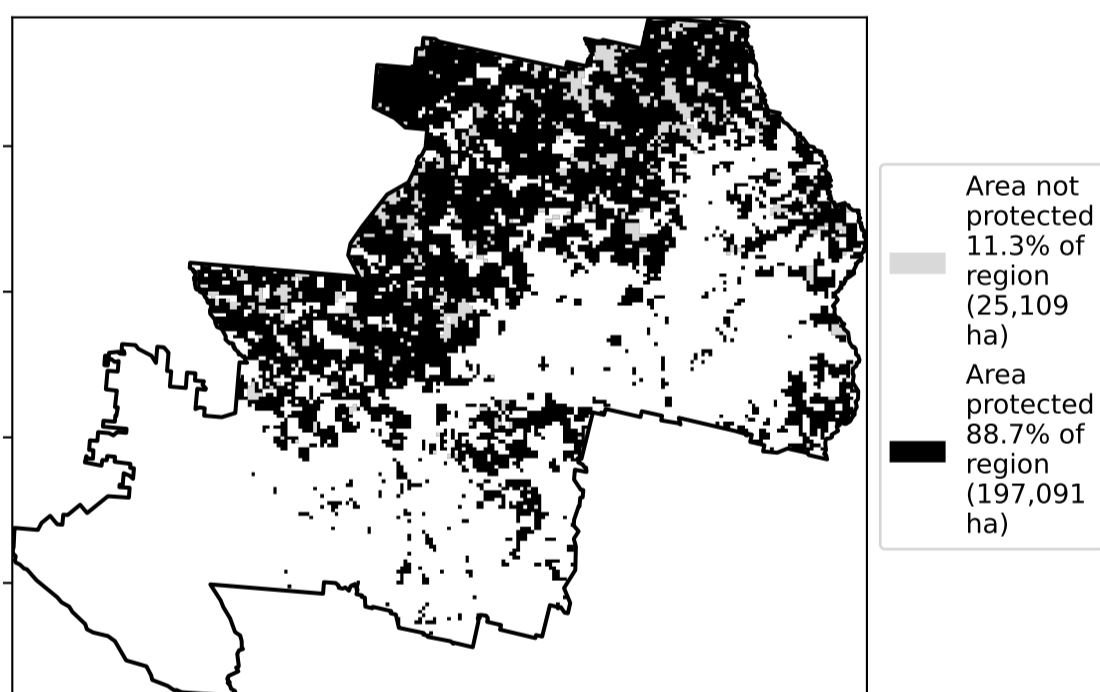 Area not
protected
11.3% of
region
(25,109
ha)
Area
protected
88.7% of
region
(197,091
ha)